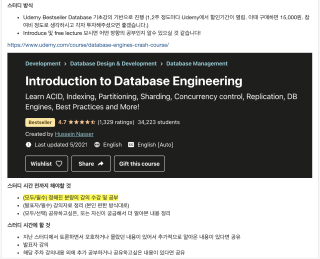 스터디 방식
Udemy Bestseller Database 기초강의 기반으로 진행 (1,2주 정도마다 Udemy에서 할인기간이 열림. 이때 구매하면 15,000원. 참
여비 정도로 생각하시고 각자 투자해주셨으면 좋겠습니다.)
Introduce 및 free lecture 보시면 어떤 방향의 공부인지 알수 있으실 것 같습니다!
https://www.udemy.com/course/database-engines-crash-course/
Development > Database Design & Development > Database Management
Introduction to Database Engineering
Learn ACID, Indexing, Partitioning, Sharding, Concurrency control, Replication, DB
Engines, Best Practices and More!
Bestseller 4.7 (1,329 ratings) 34,223 students
Created by Hussein Nasser
Last updated 5/2021 English English [Auto]
Wishlist Share Gift this course
스터디 시간 전까지 해야할 것
(모두/필수) 정해진 분량의 강의 수강 및 공부
(발표자/필수) 강의자료 정리 (본인 편한 방식대로)
(모두/선택) 공유하고싶은, 또는 자신이 궁금해서 더 알아본 내용 정리
스터디 시간에 할 것
지난 스터디에서 토론하면서 모호하거나 몰랐던 내용이 있어서 추가적으로 알아온 내용이 있다면 공유
발표자 강의
해당 주차 강의내용 외에 추가 공부하거나 공유하고싶은 내용이 있다면 공유